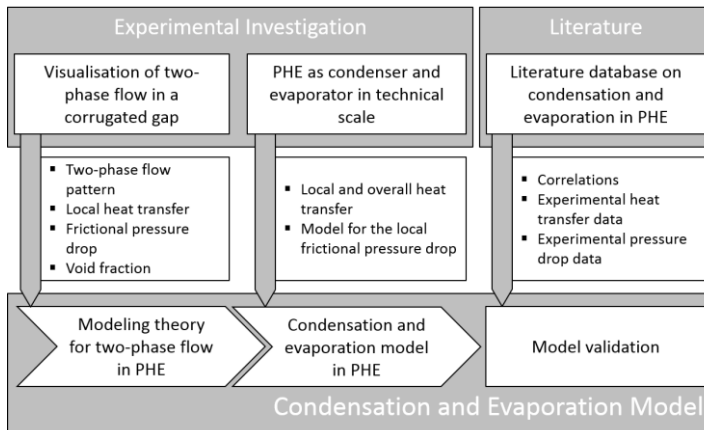 Experimental Investigation
Literature
Visualisation of two-
phase flow in a
corrugated gap
PHE as condenser and
evaporator in technical
scale
Literature database on
condensation and
evaporation in PHE
▪ Two-phase flow
pattern
▪ Local heat transfer
▪ Frictional pressure
drop
▪ Void fraction
▪ Local and overall heat
transfer
▪ Model for the local
frictional pressure drop
▪ Correlations
▪ Experimental heat
transfer data
▪ Experimental pressure
drop data
Modeling theory
for two-phase flow
in PHE
Condensation and
evaporation model
in PHE
Model validation
Condensation and Evaporation Model